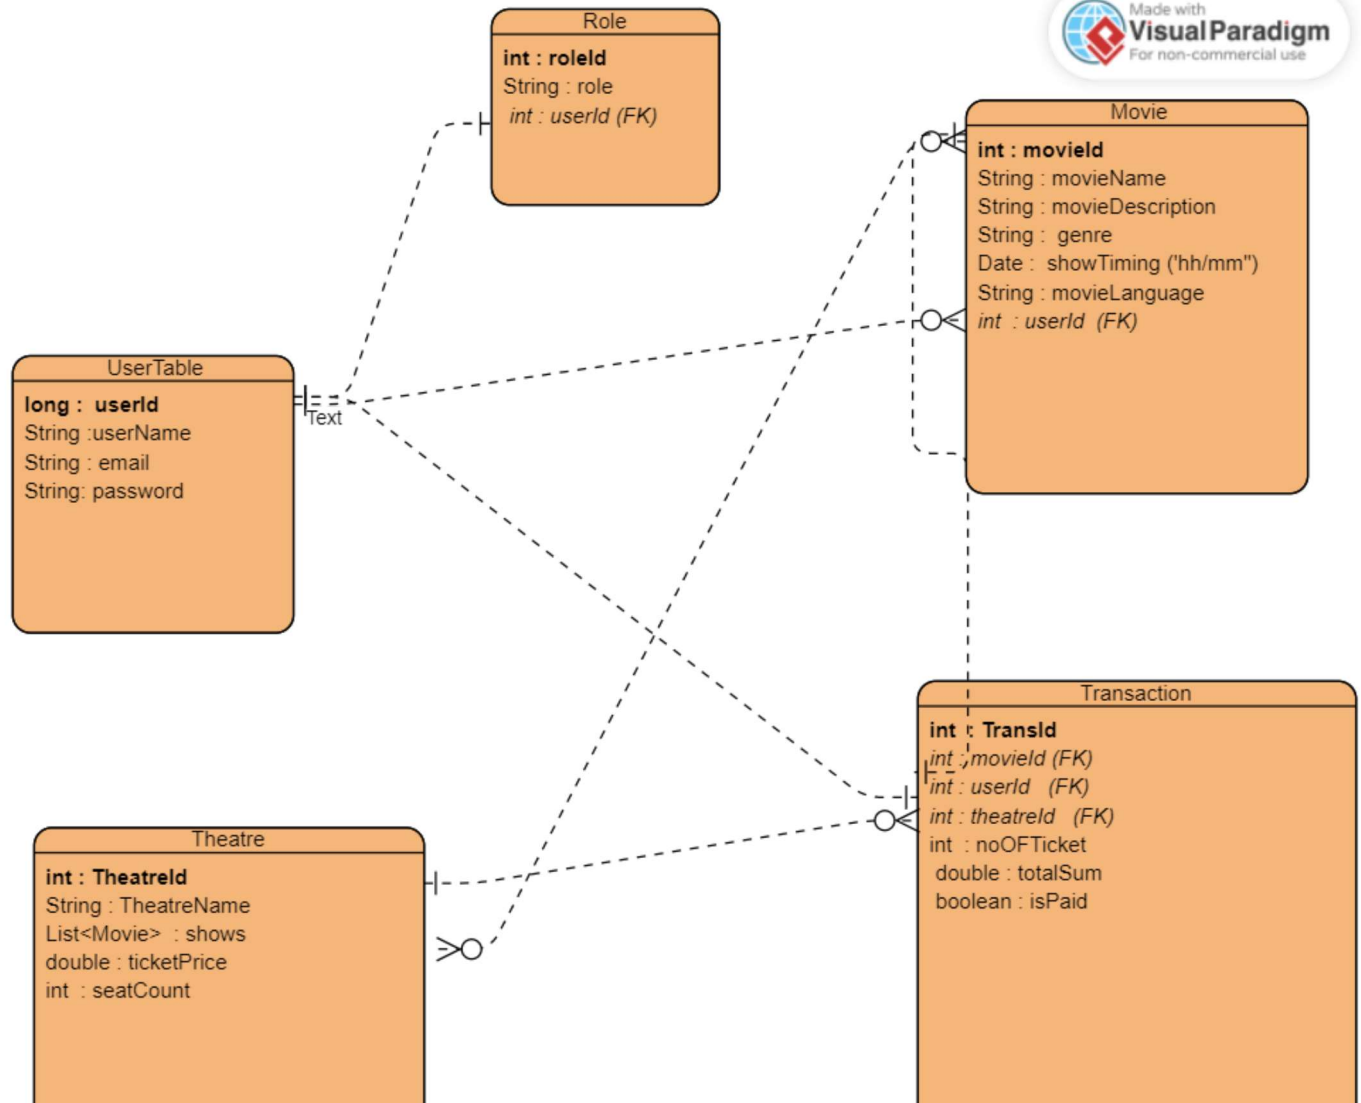 Role
int : roleId
String : role
int : userId (FK)
Made with
Visual Paradigm
For non-commercial use
Movie
int : movieId
String : movieName
String : movieDescription
String :  genre
Date :  showTiming ('hh/mm")
String : movieLanguage
int  : userId  (FK)
UserTable
long :  userId
String :userName
String : email
String: password
Text
Transaction
int  : TransId
int : movieId (FK)
int : userId   (FK)
int : theatreId   (FK)
int  : noOFTicket
double : totalSum
boolean : isPaid
Theatre
int : TheatreId
String : TheatreName
List<Movie>  : shows
double : ticketPrice
int  : seatCount